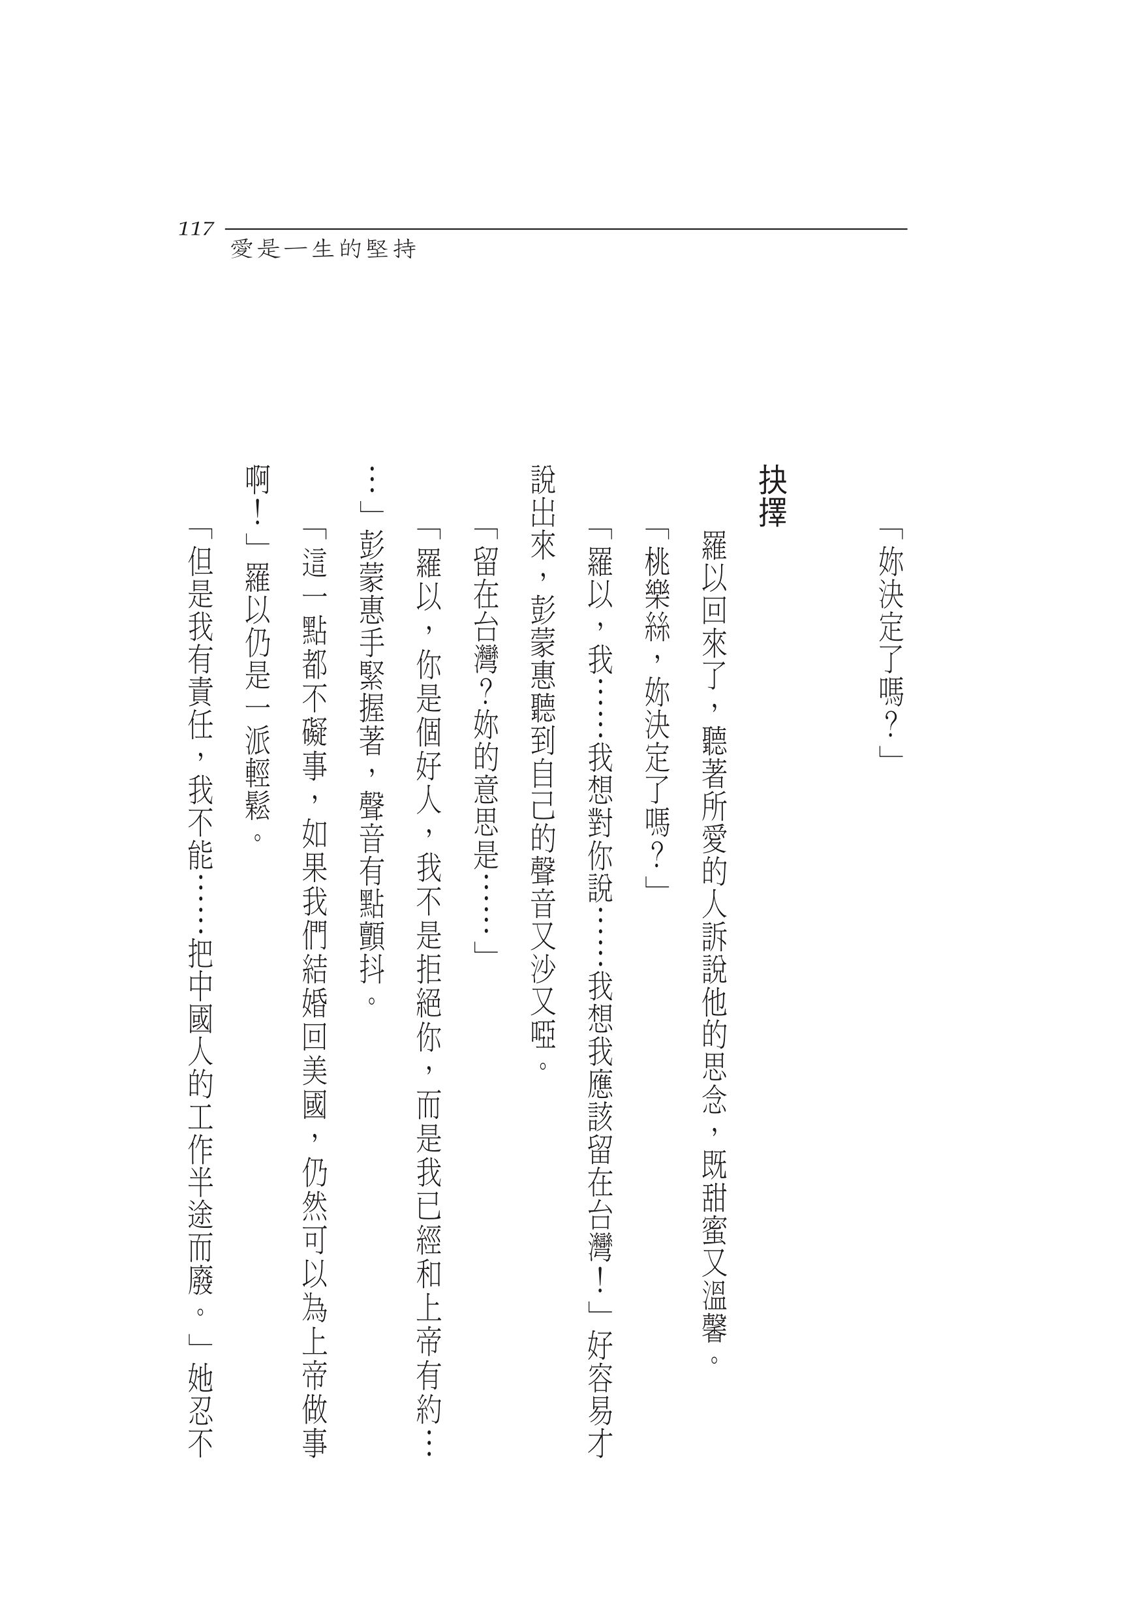 117
愛是一生的堅持
「妳決定了嗎？」
抉擇
羅以回來了，聽著所愛的人訴說他的思念，既甜蜜又溫馨。
「桃樂絲，妳決定了嗎？」
「羅以，我……我想對你說……我想我應該留在台灣！」好容易才
說出來，彭蒙惠聽到自己的聲音又沙又啞。
「留在台灣？妳的意思是……」
「羅以，你是個好人，我不是拒絕你，而是我已經和上帝有約…
…」彭蒙惠手緊握著，聲音有點顫抖。
「這一點都不礙事，如果我們結婚回美國，仍然可以為上帝做事
啊！」羅以仍是一派輕鬆。
「但是我有責任，我不能……把中國人的工作半途而廢。」她忍不